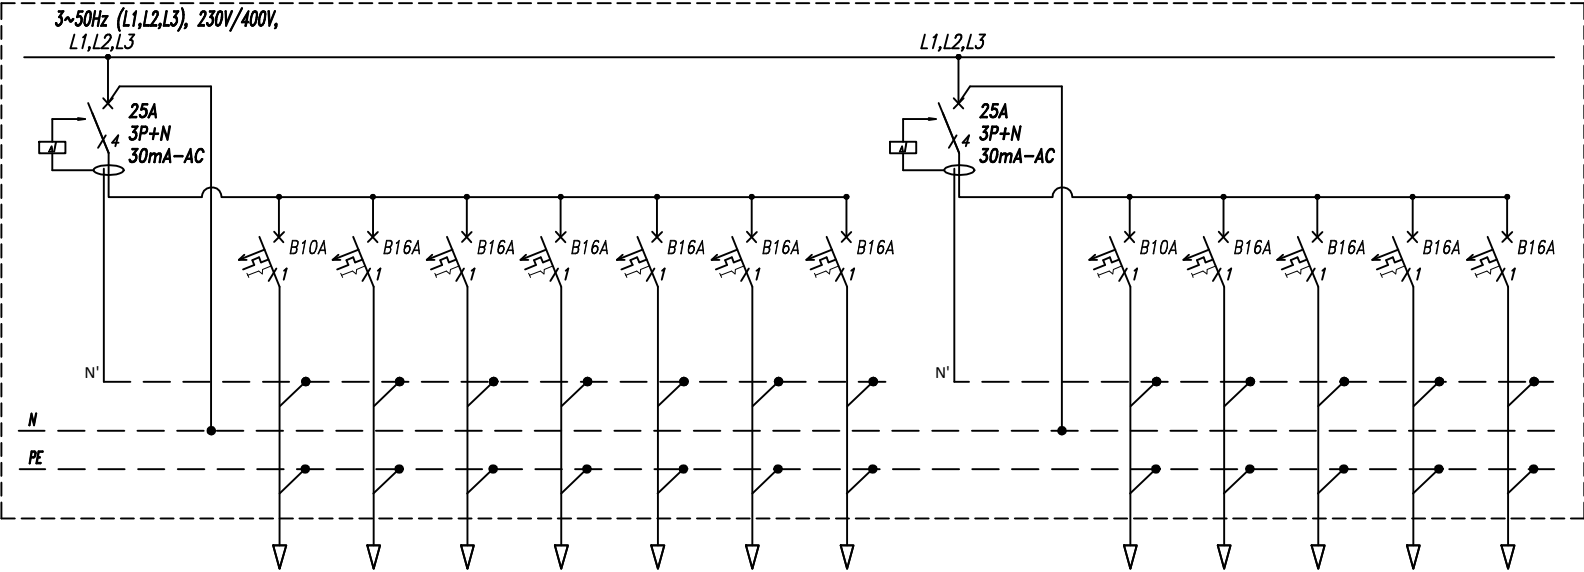 3~50Hz (L1,L2,L3), 230V/400V,
L1,L2,L3
L1,L2,L3
25A
3P+N
30mA-AC
4
ΔI
25A
3P+N
30mA-AC
4
ΔI
B10A
B16A
B16A
B16A
B16A
B16A
B16A
1
1
1
1
1
1
1
B10A
B16A
B16A
B16A
B16A
1
1
1
1
1
N'
N'
N
PE